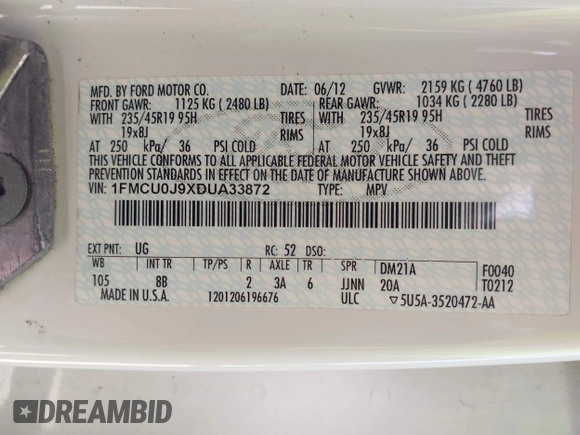 MFD. BY FORD MOTOR CO. DATE: 06/12 GVWR: 2159 KG (4760 LB)
FRONT GAWR: 1125 KG (2480 LB) REAR GAWR: 1034 KG (2280 LB)
WITH 235/45R19 95H TIRES WITH 235/45R19 95H TIRES
19x8J RIMS 19x8J RIMS
AT 250 kPa/ 36 PSI COLD AT 250 kPa/ 36 PSI COLD
THIS VEHICLE CONFORMS TO ALL APPLICABLE FEDERAL MOTOR VEHICLE SAFETY AND THEFT
PREVENTION STANDARDS IN EFFECT ON THE DATE OF MANUFACTURE SHOWN ABOVE.
VIN: 1FMCU0J9XDUA33872 TYPE: MPV
EXT PNT: UG RC: 52 DSO:
WB INT TR TP/PS R AXLE TR SPR DM21A F0040
105 8B 2 3A 6 JJNN 20A T0212
MADE IN U.S.A. 1201206196676 ULC ▽5U5A-3520472-AA
DREAMBID